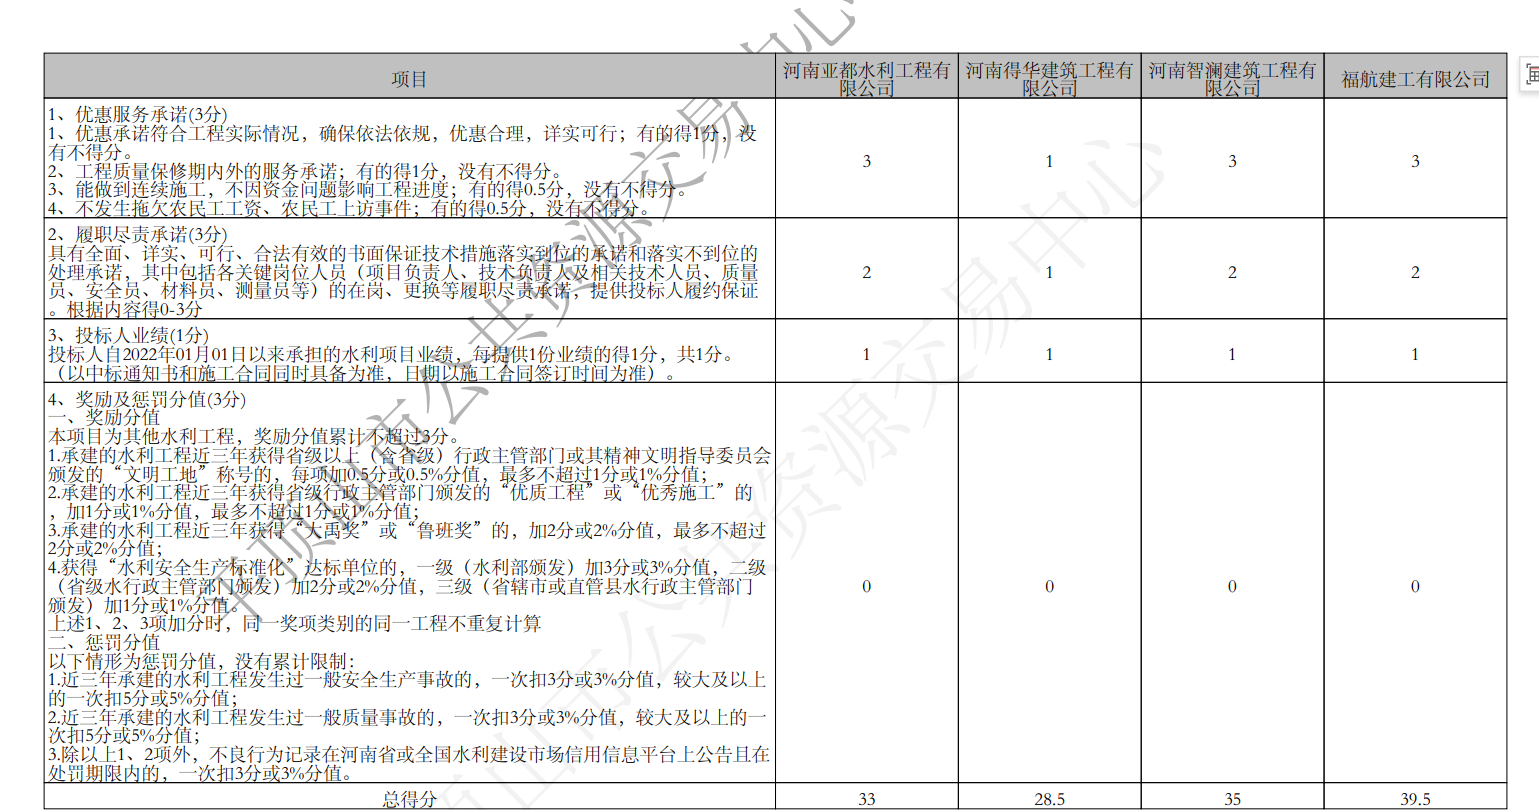 项目
河南亚都水利工程有
限公司
河南得华建筑工程有
限公司
河南智澜建筑工程有
限公司
福航建工有限公司
1、优惠服务承诺(3分)
1、优惠承诺符合工程实际情况，确保依法依规，优惠合理，详实可行；有的得1分，没
有不得分。
2、工程质量保修期内外的服务承诺；有的得1分，没有不得分。
3、能做到连续施工，不因资金问题影响工程进度；有的得0.5分，没有不得分。
4、不发生拖欠农民工工资、农民工上访事件；有的得0.5分，没有不得分。
3
1
3
3
2、履职尽责承诺(3分)
具有全面、详实、可行、合法有效的书面保证技术措施落实到位的承诺和落实不到位的
处理承诺，其中包括各关键岗位人员（项目负责人、技术负责人及相关技术人员、质量
员、安全员、材料员、测量员等）的在岗、更换等履职尽责承诺，提供投标人履约保证
。根据内容得0-3分
2
1
2
2
3、投标人业绩(1分)
投标人自2022年01月01日以来承担的水利项目业绩，每提供1份业绩的得1分，共1分。
（以中标通知书和施工合同同时具备为准，日期以施工合同签订时间为准）。
1
1
1
1
4、奖励及惩罚分值(3分)
一、奖励分值
本项目为其他水利工程，奖励分值累计不超过3分。
1.承建的水利工程近三年获得省级以上（含省级）行政主管部门或其精神文明指导委员会
颁发的“文明工地”称号的，每项加0.5分或0.5%分值，最多不超过1分或1%分值；
2.承建的水利工程近三年获得省级行政主管部门颁发的“优质工程”或“优秀施工”的
，加1分或1%分值，最多不超过1分或1%分值；
3.承建的水利工程近三年获得“大禹奖”或“鲁班奖”的，加2分或2%分值，最多不超过
2分或2%分值；
4.获得“水利安全生产标准化”达标单位的，一级（水利部颁发）加3分或3%分值，二级
（省级水行政主管部门颁发）加2分或2%分值，三级（省辖市或直管县水行政主管部门
颁发）加1分或1%分值。
上述1、2、3项加分时，同一奖项类别的同一工程不重复计算
二、惩罚分值
以下情形为惩罚分值，没有累计限制：
1.近三年承建的水利工程发生过一般安全生产事故的，一次扣3分或3%分值，较大及以上
的一次扣5分或5%分值；
2.近三年承建的水利工程发生过一般质量事故的，一次扣3分或3%分值，较大及以上的一
次扣5分或5%分值；
3.除以上1、2项外，不良行为记录在河南省或全国水利建设市场信用信息平台上公告且在
处罚期限内的，一次扣3分或3%分值。
0
0
0
0
总得分
33
28.5
35
39.5
平顶山市公共资源交易中心
山市公共资源交易中心